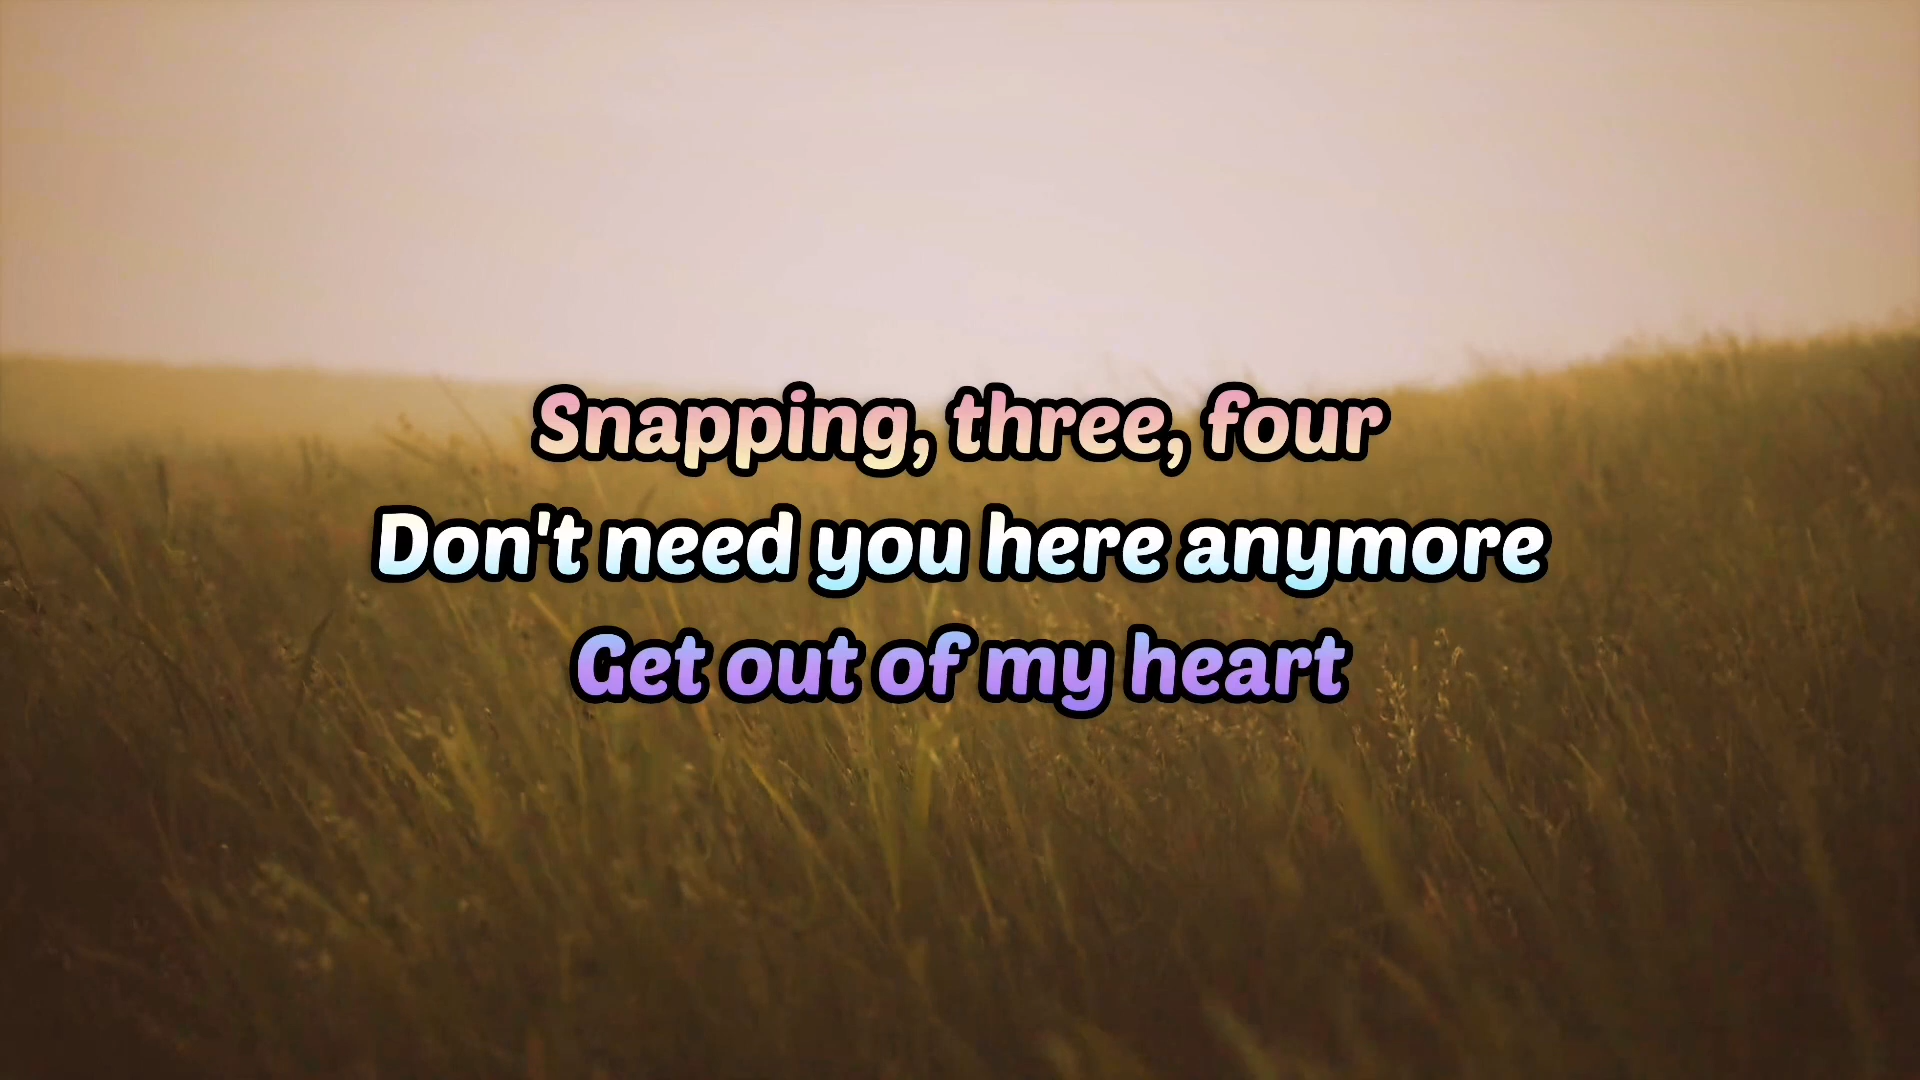 Snapping, three, four
Don't need you here anymore
Get out of my heart